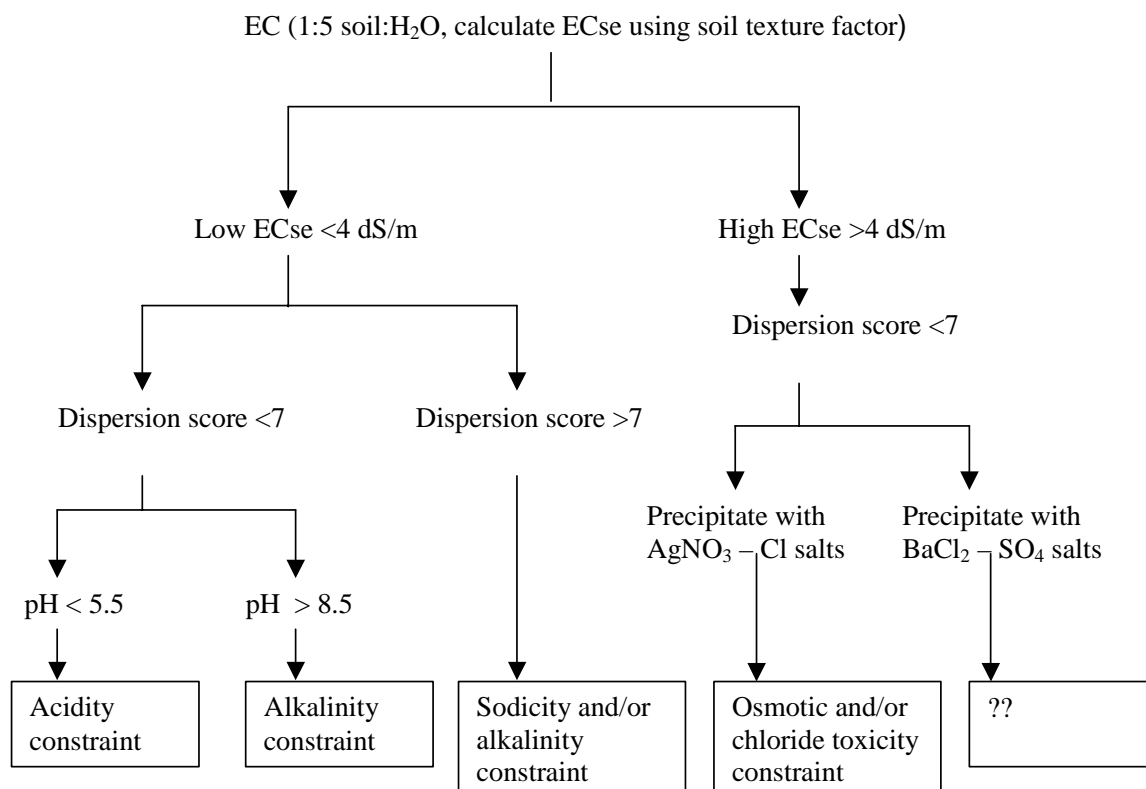 EC (1:5 soil:H₂O, calculate ECse using soil texture factor)
Low ECse <4 dS/m
High ECse >4 dS/m
Dispersion score <7
Dispersion score <7
Dispersion score >7
Precipitate with
AgNO₃ – Cl salts
Precipitate with
BaCl₂ – SO₄ salts
pH < 5.5
pH > 8.5
Acidity
constraint
Alkalinity
constraint
Sodicity and/or
alkalinity
constraint
Osmotic and/or
chloride toxicity
constraint
??